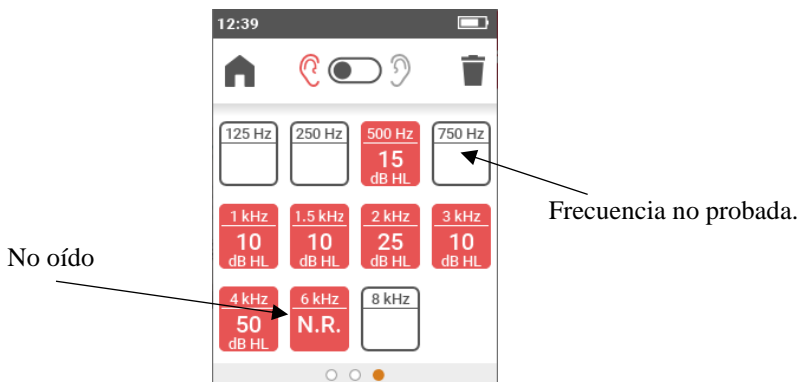 12:39
125 Hz 250 Hz 500 Hz 750 Hz
15
dB HL
Frecuencia no probada.
1 kHz 1.5 kHz 2 kHz 3 kHz
10 10 25 10
dB HL dB HL dB HL dB HL
No oído
4 kHz 6 kHz 8 kHz
50 N.R.
dB HL